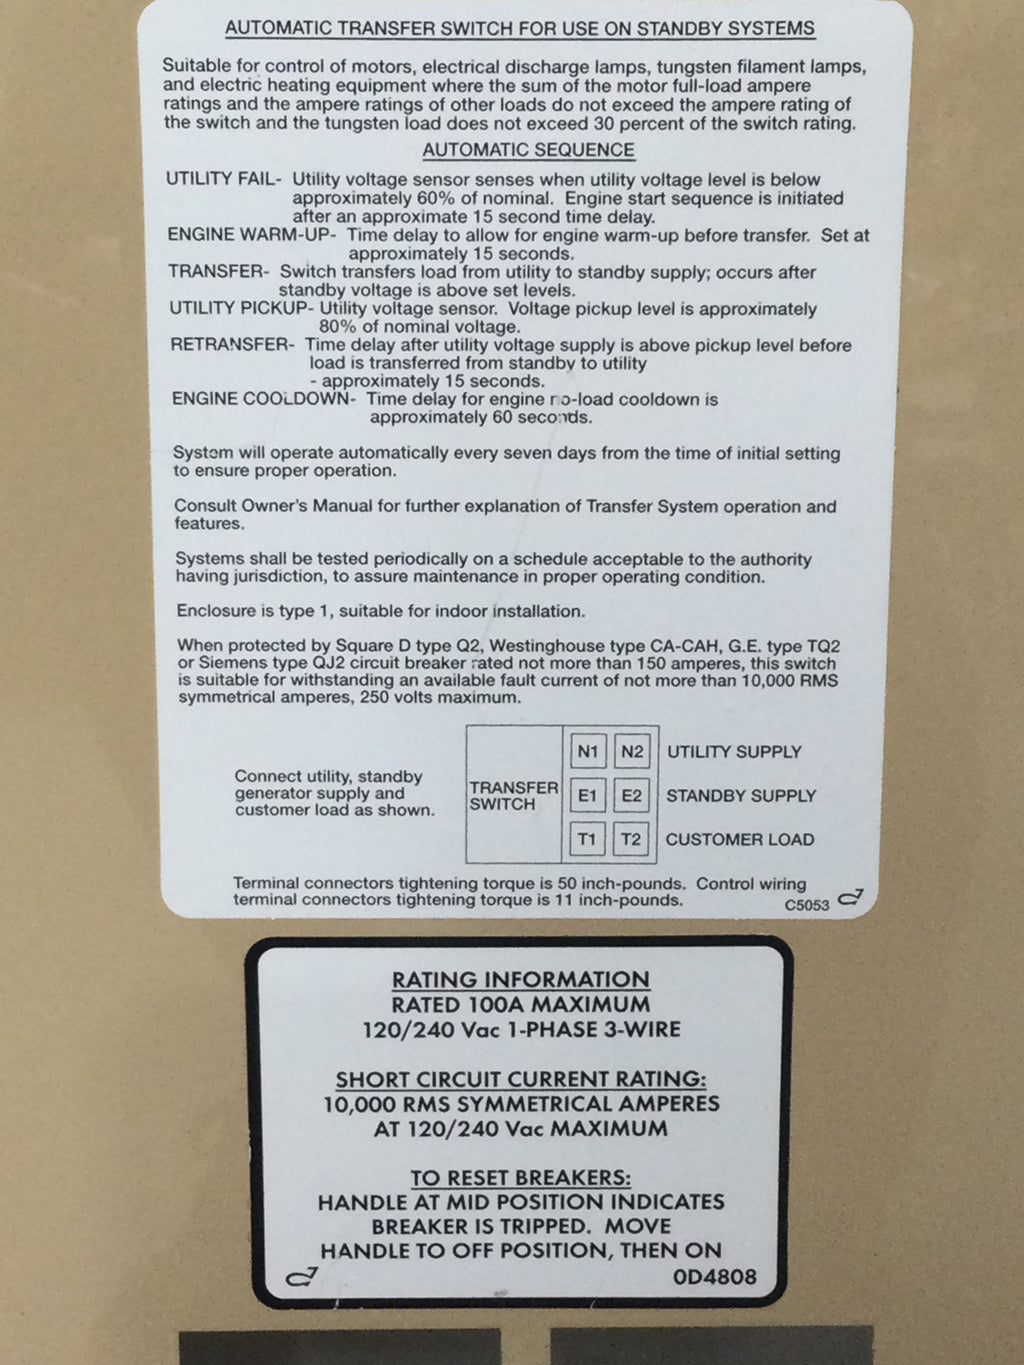 AUTOMATIC TRANSFER SWITCH FOR USE ON STANDBY SYSTEMS
Suitable for control of motors, electrical discharge lamps, tungsten filament lamps,
and electric heating equipment where the sum of the motor full-load ampere
ratings and the ampere ratings of other loads do not exceed the ampere rating of
the switch and the tungsten load does not exceed 30 percent of the switch rating.
AUTOMATIC SEQUENCE
UTILITY FAIL- Utility voltage sensor senses when utility voltage level is below
approximately 60% of nominal. Engine start sequence is initiated
after an approximate 15 second time delay.
ENGINE WARM-UP- Time delay to allow for engine warm-up before transfer. Set at
approximately 15 seconds.
TRANSFER- Switch transfers load from utility to standby supply; occurs after
standby voltage is above set levels.
UTILITY PICKUP- Utility voltage sensor. Voltage pickup level is approximately
80% of nominal voltage.
RETRANSFER- Time delay after utility voltage supply is above pickup level before
load is transferred from standby to utility
- approximately 15 seconds.
ENGINE COOLDOWN- Time delay for engine no-load cooldown is
approximately 60 seconds.
System will operate automatically every seven days from the time of initial setting
to ensure proper operation.
Consult Owner's Manual for further explanation of Transfer System operation and
features.
Systems shall be tested periodically on a schedule acceptable to the authority
having jurisdiction, to assure maintenance in proper operating condition.
Enclosure is type 1, suitable for indoor installation.
When protected by Square D type Q2, Westinghouse type CA-CAH, G.E. type TQ2
or Siemens type QJ2 circuit breaker rated not more than 150 amperes, this switch
is suitable for withstanding an available fault current of not more than 10,000 RMS
symmetrical amperes, 250 volts maximum.
Connect utility, standby
generator supply and
customer load as shown.
TRANSFER
SWITCH
N1 N2 UTILITY SUPPLY
E1 E2 STANDBY SUPPLY
T1 T2 CUSTOMER LOAD
Terminal connectors tightening torque is 50 inch-pounds. Control wiring
terminal connectors tightening torque is 11 inch-pounds.
C5053
RATING INFORMATION
RATED 100A MAXIMUM
120/240 Vac 1-PHASE 3-WIRE
SHORT CIRCUIT CURRENT RATING:
10,000 RMS SYMMETRICAL AMPERES
AT 120/240 Vac MAXIMUM
TO RESET BREAKERS:
HANDLE AT MID POSITION INDICATES
BREAKER IS TRIPPED. MOVE
HANDLE TO OFF POSITION, THEN ON
0D4808